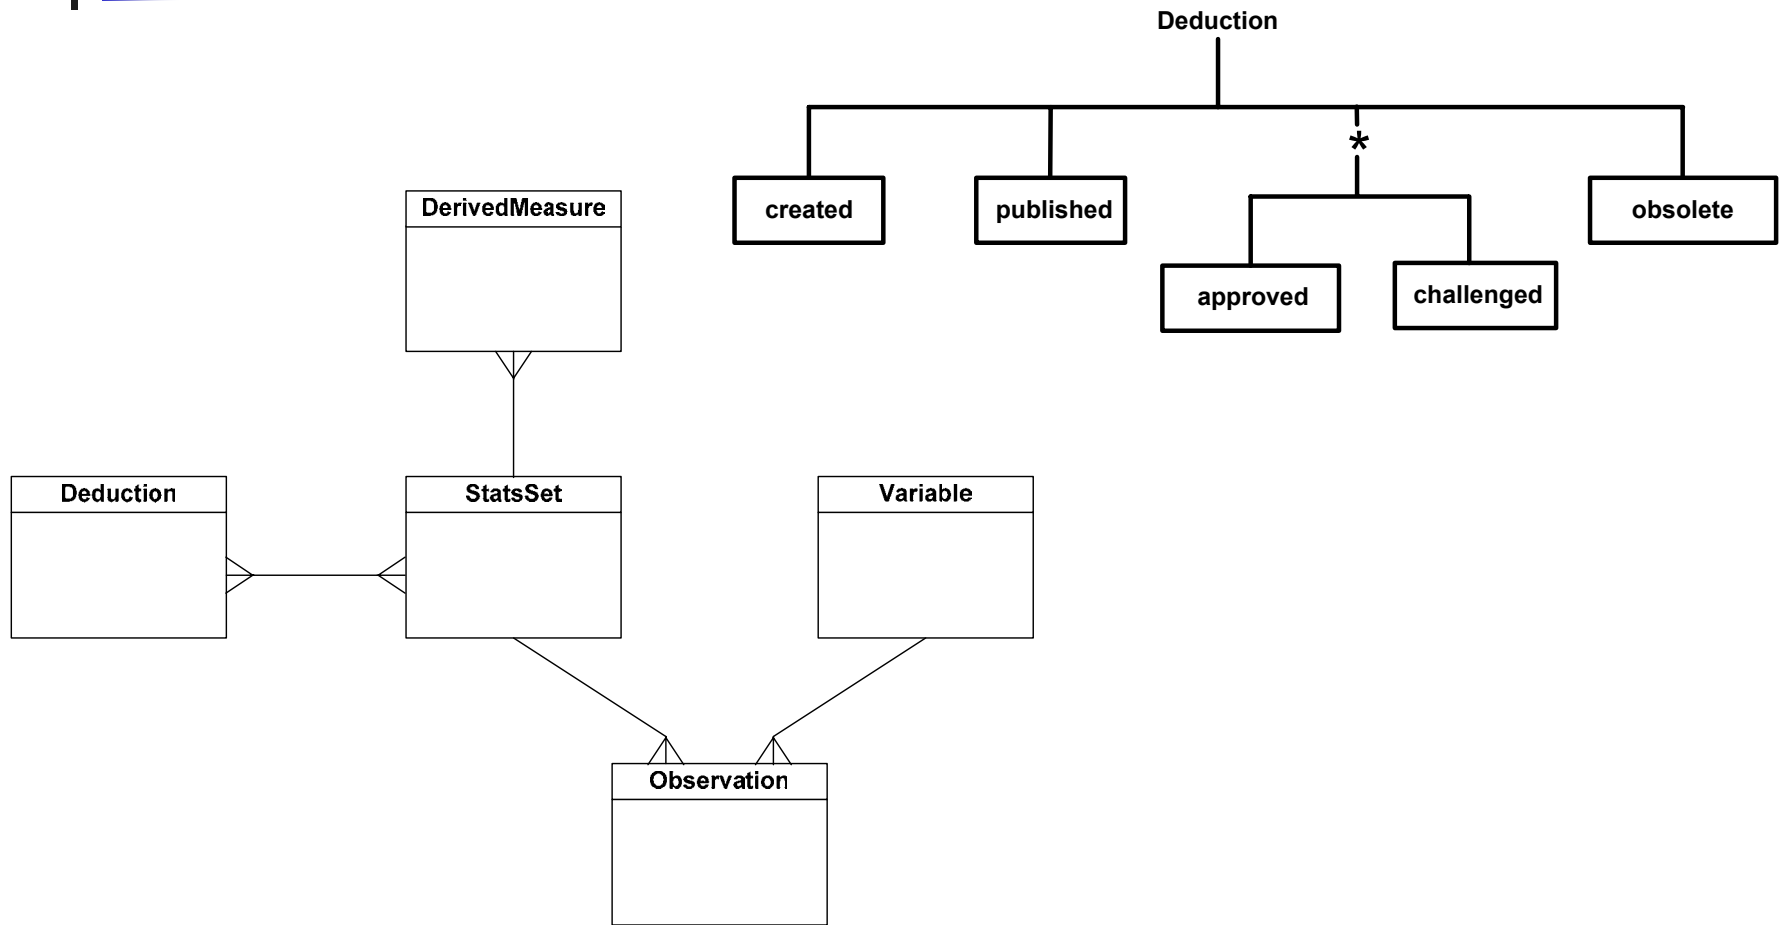 Deduction
created
published
*
obsolete
approved
challenged
DerivedMeasure
Deduction
StatsSet
Variable
Observation